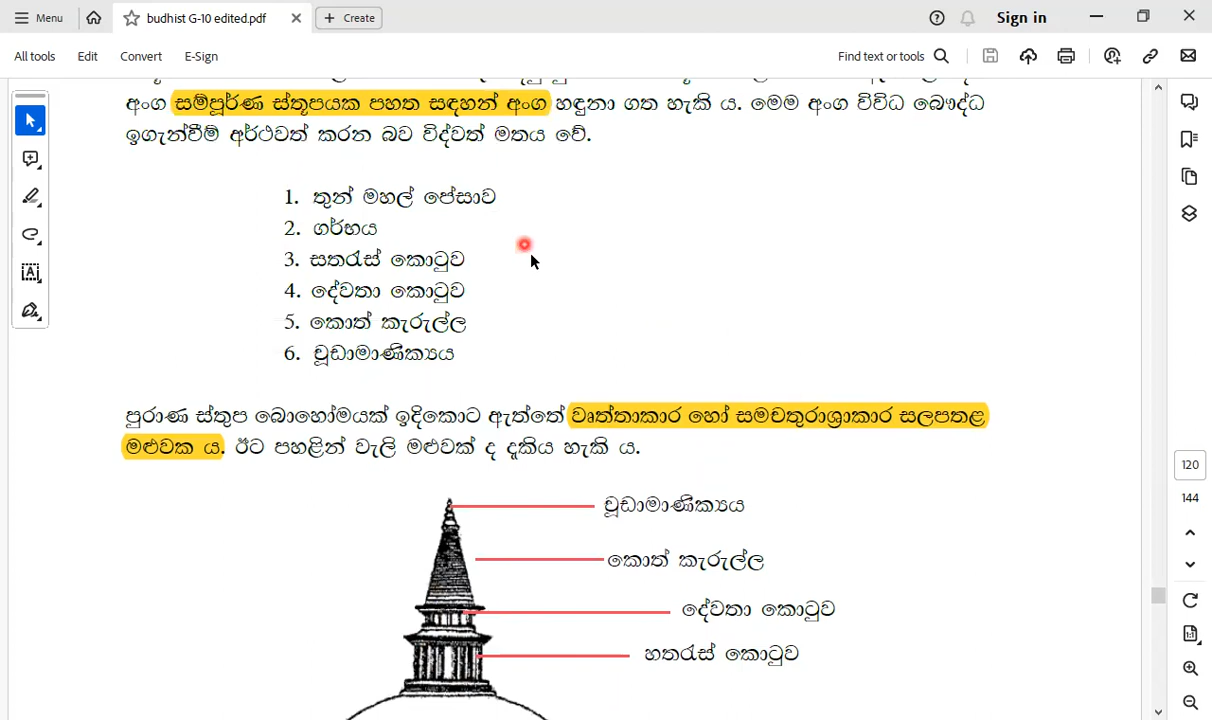 Menu
budhist G-10 edited.pdf
Create
Sign in
All tools
Edit
Convert
E-Sign
Find text or tools
අංග සම්පූර්ණ ස්තූපයක පහත සඳහන් අංග හඳුනා ගත හැකි ය. මෙම අංග විවිධ බෞද්ධ
ඉගැන්වීම් අර්ථවත් කරන බව විද්වත් මතය වේ.
1. තුන් මහල් පේසාව
2. ගර්භය
3. සතරැස් කොටුව
4. දේවතා කොටුව
5. කොත් කැරුල්ල
6. චූඩාමාණික්‍යය
පුරාණ ස්තූප බොහෝමයක් ඉදිකොට ඇත්තේ වෘත්තාකාර හෝ සමචතුරාශ්‍රාකාර සලපතළ
මළුවක ය. ඊට පහළින් වැලි මළුවක් ද දැකිය හැකි ය.
චූඩාමාණික්‍යය
කොත් කැරුල්ල
දේවතා කොටුව
හතරැස් කොටුව
120
144